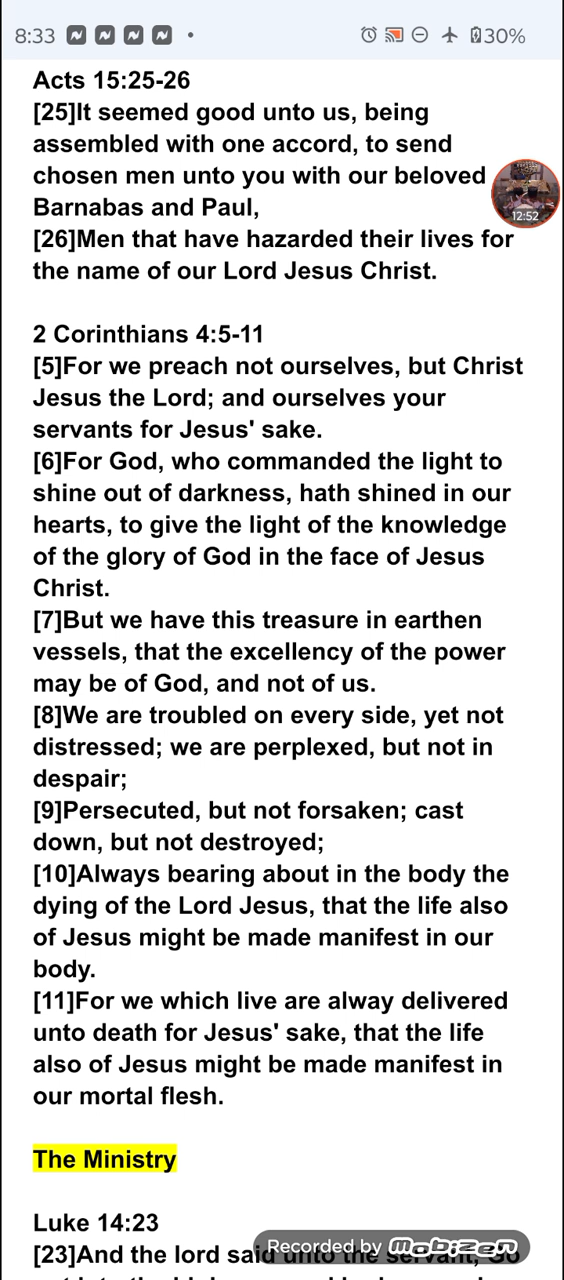 8:33
30%
Acts 15:25-26
[25]It seemed good unto us, being
assembled with one accord, to send
chosen men unto you with our beloved
Barnabas and Paul,
12:52
[26]Men that have hazarded their lives for
the name of our Lord Jesus Christ.
2 Corinthians 4:5-11
[5]For we preach not ourselves, but Christ
Jesus the Lord; and ourselves your
servants for Jesus' sake.
[6]For God, who commanded the light to
shine out of darkness, hath shined in our
hearts, to give the light of the knowledge
of the glory of God in the face of Jesus
Christ.
[7]But we have this treasure in earthen
vessels, that the excellency of the power
may be of God, and not of us.
[8]We are troubled on every side, yet not
distressed; we are perplexed, but not in
despair;
[9]Persecuted, but not forsaken; cast
down, but not destroyed;
[10]Always bearing about in the body the
dying of the Lord Jesus, that the life also
of Jesus might be made manifest in our
body.
[11]For we which live are alway delivered
unto death for Jesus' sake, that the life
also of Jesus might be made manifest in
our mortal flesh.
The Ministry
Luke 14:23
[23]And the lord said unto the servant, Go
Recorded by Mobizen